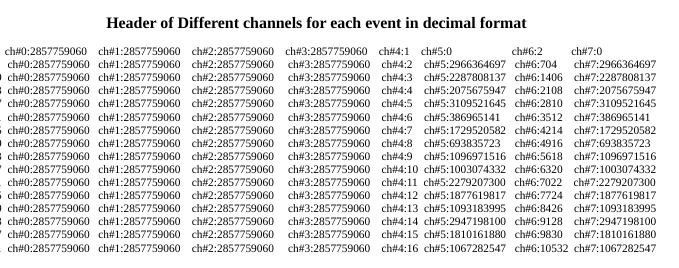 Header of Different channels for each event in decimal format
ch#0:2857759060 ch#1:2857759060 ch#2:2857759060 ch#3:2857759060 ch#4:1 ch#5:0 ch#6:2 ch#7:0
ch#0:2857759060 ch#1:2857759060 ch#2:2857759060 ch#3:2857759060 ch#4:2 ch#5:2966364697 ch#6:704 ch#7:2966364697
ch#0:2857759060 ch#1:2857759060 ch#2:2857759060 ch#3:2857759060 ch#4:3 ch#5:2287808137 ch#6:1406 ch#7:2287808137
ch#0:2857759060 ch#1:2857759060 ch#2:2857759060 ch#3:2857759060 ch#4:4 ch#5:2075675947 ch#6:2108 ch#7:2075675947
ch#0:2857759060 ch#1:2857759060 ch#2:2857759060 ch#3:2857759060 ch#4:5 ch#5:3109521645 ch#6:2810 ch#7:3109521645
ch#0:2857759060 ch#1:2857759060 ch#2:2857759060 ch#3:2857759060 ch#4:6 ch#5:386965141 ch#6:3512 ch#7:386965141
ch#0:2857759060 ch#1:2857759060 ch#2:2857759060 ch#3:2857759060 ch#4:7 ch#5:1729520582 ch#6:4214 ch#7:1729520582
ch#0:2857759060 ch#1:2857759060 ch#2:2857759060 ch#3:2857759060 ch#4:8 ch#5:693835723 ch#6:4916 ch#7:693835723
ch#0:2857759060 ch#1:2857759060 ch#2:2857759060 ch#3:2857759060 ch#4:9 ch#5:1096971516 ch#6:5618 ch#7:1096971516
ch#0:2857759060 ch#1:2857759060 ch#2:2857759060 ch#3:2857759060 ch#4:10 ch#5:1003074332 ch#6:6320 ch#7:1003074332
ch#0:2857759060 ch#1:2857759060 ch#2:2857759060 ch#3:2857759060 ch#4:11 ch#5:2279207300 ch#6:7022 ch#7:2279207300
ch#0:2857759060 ch#1:2857759060 ch#2:2857759060 ch#3:2857759060 ch#4:12 ch#5:1877619817 ch#6:7724 ch#7:1877619817
ch#0:2857759060 ch#1:2857759060 ch#2:2857759060 ch#3:2857759060 ch#4:13 ch#5:1093183995 ch#6:8426 ch#7:1093183995
ch#0:2857759060 ch#1:2857759060 ch#2:2857759060 ch#3:2857759060 ch#4:14 ch#5:2947198100 ch#6:9128 ch#7:2947198100
ch#0:2857759060 ch#1:2857759060 ch#2:2857759060 ch#3:2857759060 ch#4:15 ch#5:1810161880 ch#6:9830 ch#7:1810161880
ch#0:2857759060 ch#1:2857759060 ch#2:2857759060 ch#3:2857759060 ch#4:16 ch#5:1067282547 ch#6:10532 ch#7:1067282547